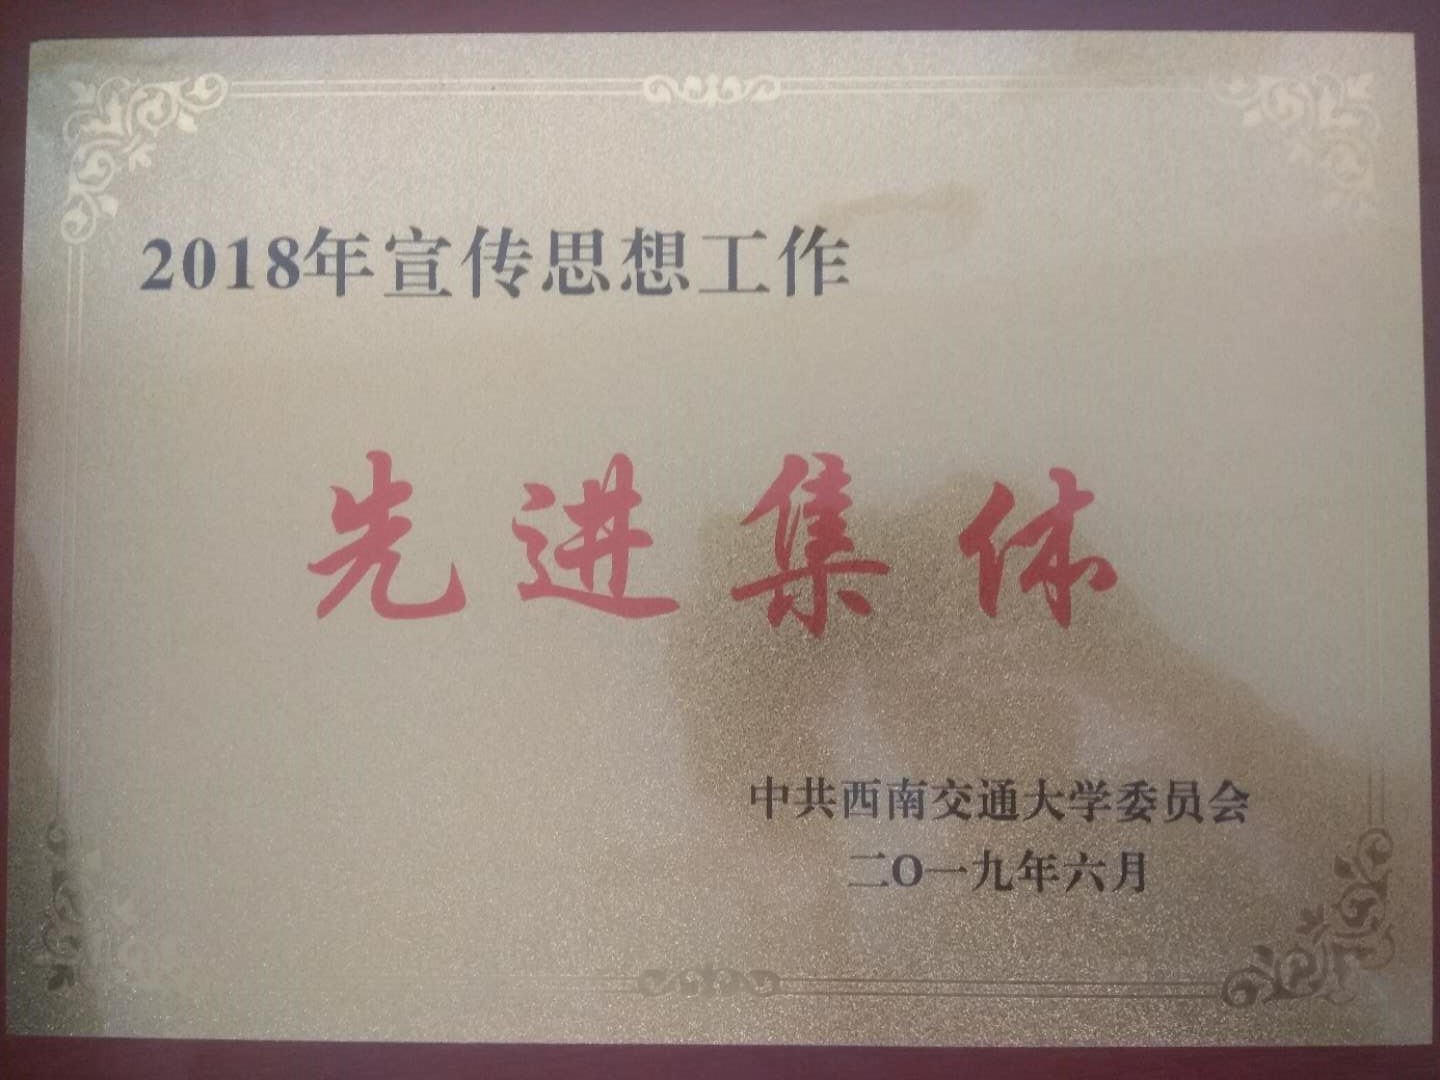 2018年宣传思想工作
先进集体
中共西南交通大学委员会
二O一九年六月